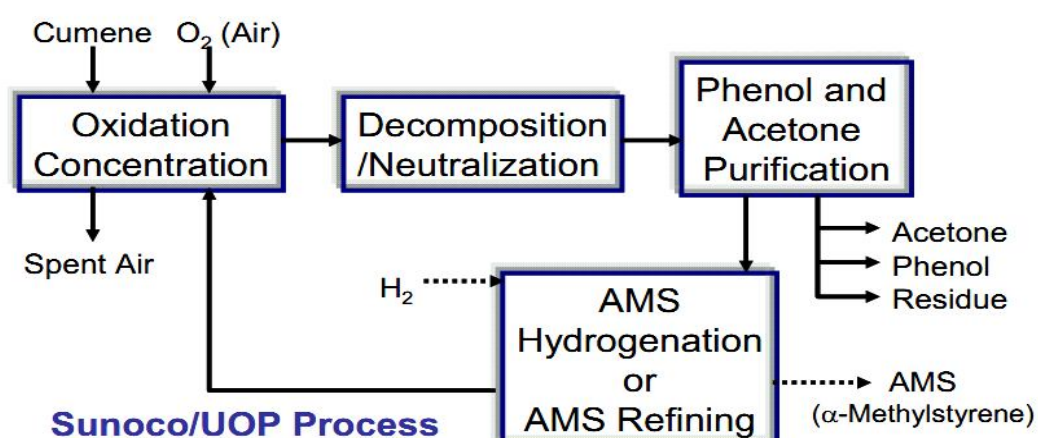 Cumene O₂ (Air)
Oxidation
Concentration
Decomposition
/Neutralization
Phenol and
Acetone
Purification
Spent Air
Acetone
Phenol
Residue
H₂
AMS
Hydrogenation
or
AMS Refining
AMS
(α-Methylstyrene)
Sunoco/UOP Process